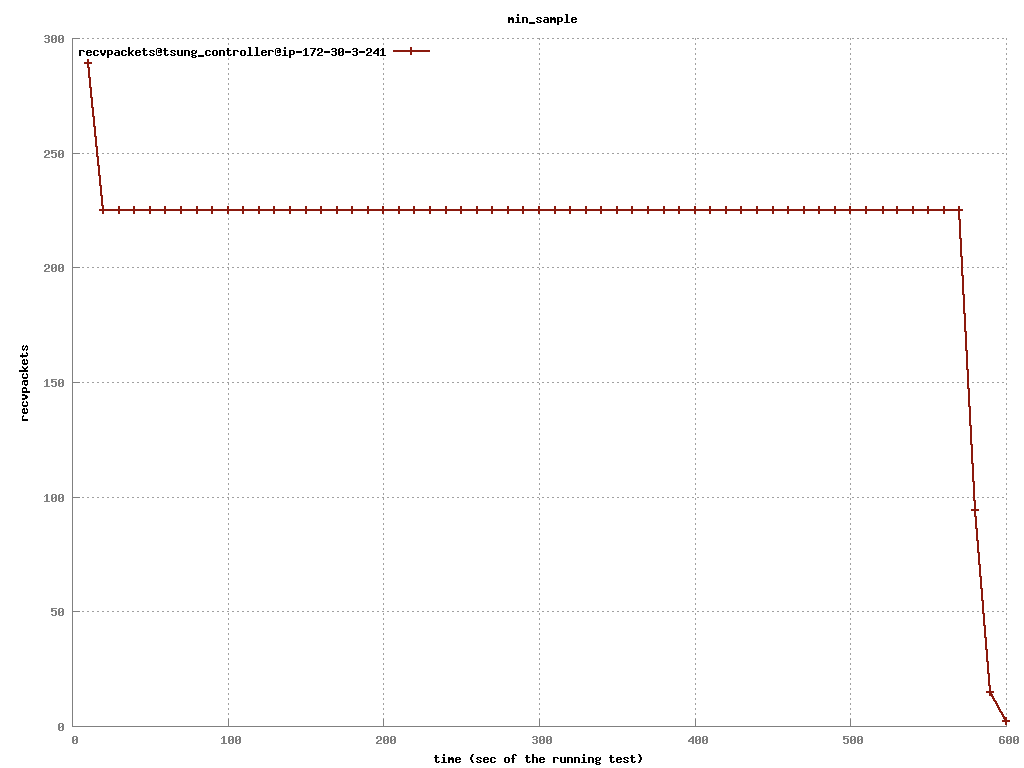 min_sample
recvpackets@tsung_controller@ip-172-30-3-241
300
250
200
150
100
50
0
recvpackets
0 100 200 300 400 500 600
time (sec of the running test)